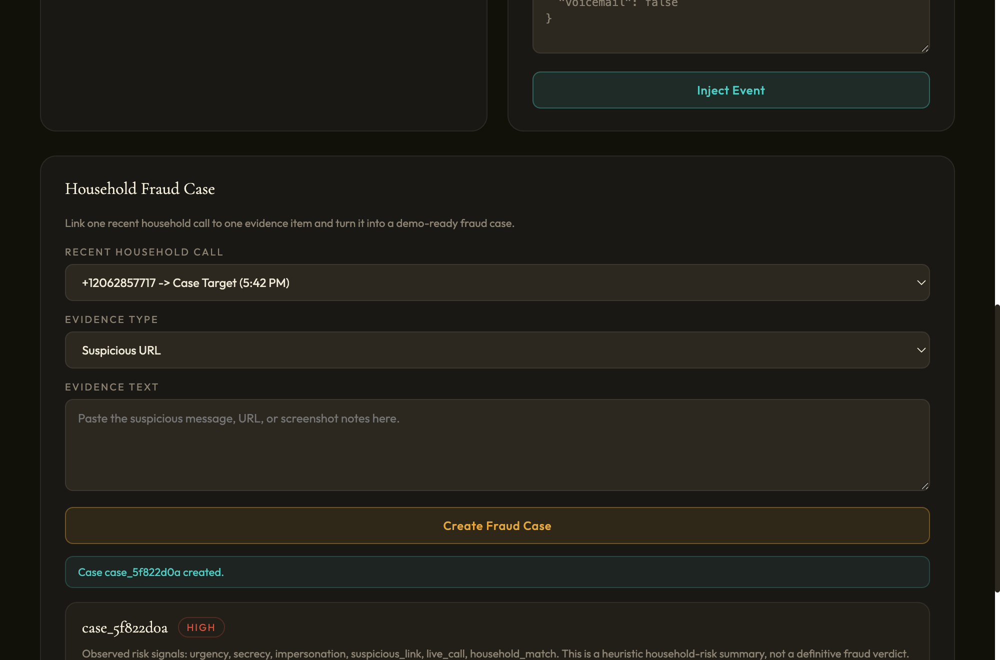 "voicemail": false
}
Inject Event
Household Fraud Case
Link one recent household call to one evidence item and turn it into a demo-ready fraud case.
RECENT HOUSEHOLD CALL
+12062857717 -> Case Target (5:42 PM)
EVIDENCE TYPE
Suspicious URL
EVIDENCE TEXT
Paste the suspicious message, URL, or screenshot notes here.
Create Fraud Case
Case case_5f822d0a created.
case_5f822d0a HIGH
Observed risk signals: urgency, secrecy, impersonation, suspicious_link, live_call, household_match. This is a heuristic household-risk summary, not a definitive fraud verdict.